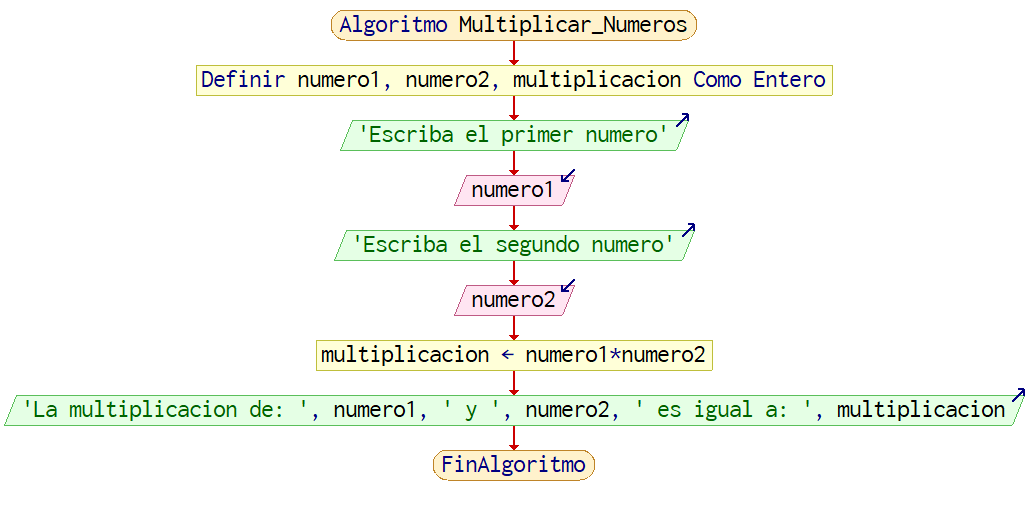 Algoritmo Multiplicar_Numeros
Definir numero1, numero2, multiplicacion Como Entero
'Escriba el primer numero'
numero1
'Escriba el segundo numero'
numero2
multiplicacion ← numero1*numero2
'La multiplicacion de: ', numero1, ' y ', numero2, ' es igual a: ', multiplicacion
FinAlgoritmo